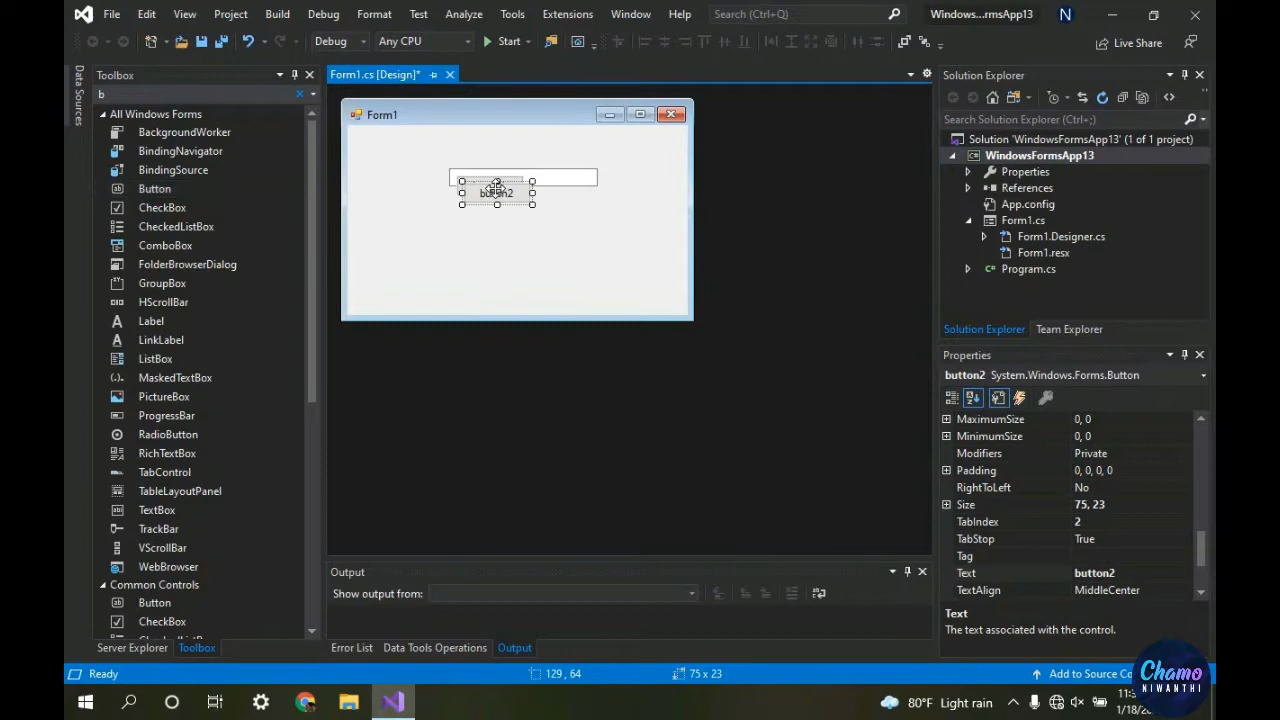 File Edit View Project Build Debug Format Test Analyze Tools Extensions Window Help Search (Ctrl+Q) Windows...rmsApp13 N
Debug Any CPU Start Live Share
Data Sources
Toolbox
b
All Windows Forms
BackgroundWorker
BindingNavigator
BindingSource
Button
CheckBox
CheckedListBox
ComboBox
FolderBrowserDialog
GroupBox
HScrollBar
Label
LinkLabel
ListBox
MaskedTextBox
PictureBox
ProgressBar
RadioButton
RichTextBox
TabControl
TableLayoutPanel
TextBox
TrackBar
VScrollBar
WebBrowser
Common Controls
Button
CheckBox
Server Explorer Toolbox
Form1.cs [Design]*
Form1
button2
Output
Show output from:
Error List Data Tools Operations Output
Solution Explorer
Search Solution Explorer (Ctrl+;)
Solution 'WindowsFormsApp13' (1 of 1 project)
WindowsFormsApp13
Properties
References
App.config
Form1.cs
Form1.Designer.cs
Form1.resx
Program.cs
Solution Explorer Team Explorer
Properties
button2 System.Windows.Forms.Button
MaximumSize 0, 0
MinimumSize 0, 0
Modifiers Private
Padding 0, 0, 0, 0
RightToLeft No
Size 75, 23
TabIndex 2
TabStop True
Tag
Text button2
TextAlign MiddleCenter
Text
The text associated with the control.
Ready 129, 64 75 x 23 Add to Source
80°F Light rain
1/18/
Chamo
NIWANTHI